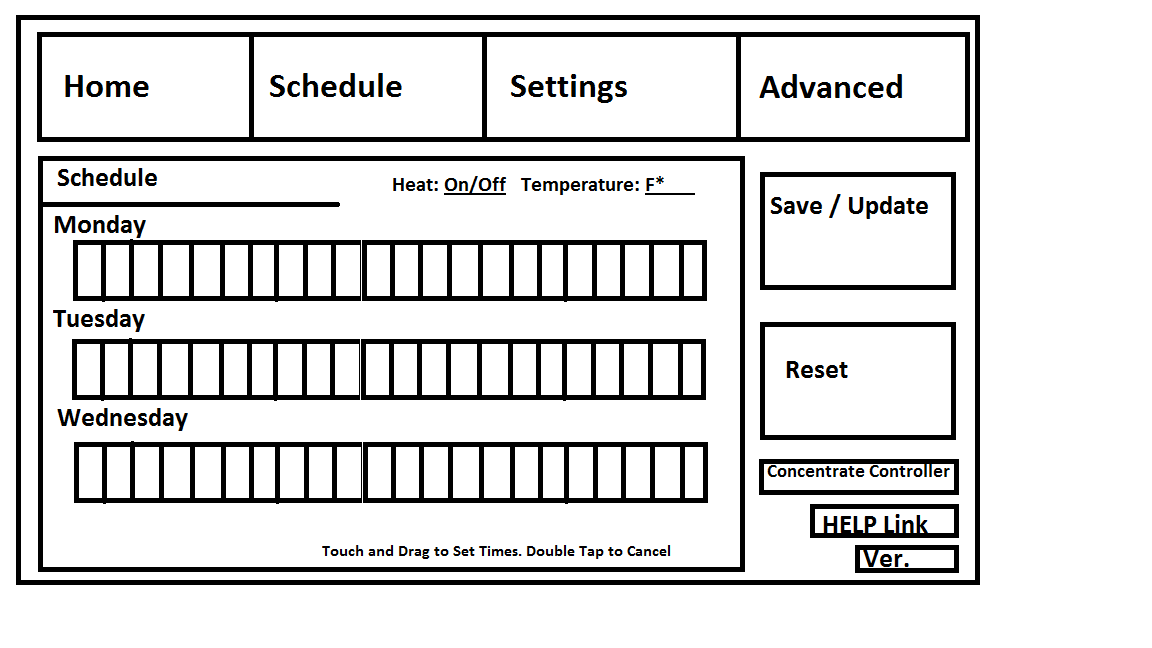 Home Schedule Settings Advanced
Schedule
Heat: On/Off Temperature: F*
Monday
Tuesday
Wednesday
Touch and Drag to Set Times. Double Tap to Cancel
Save / Update
Reset
Concentrate Controller
HELP Link
Ver.